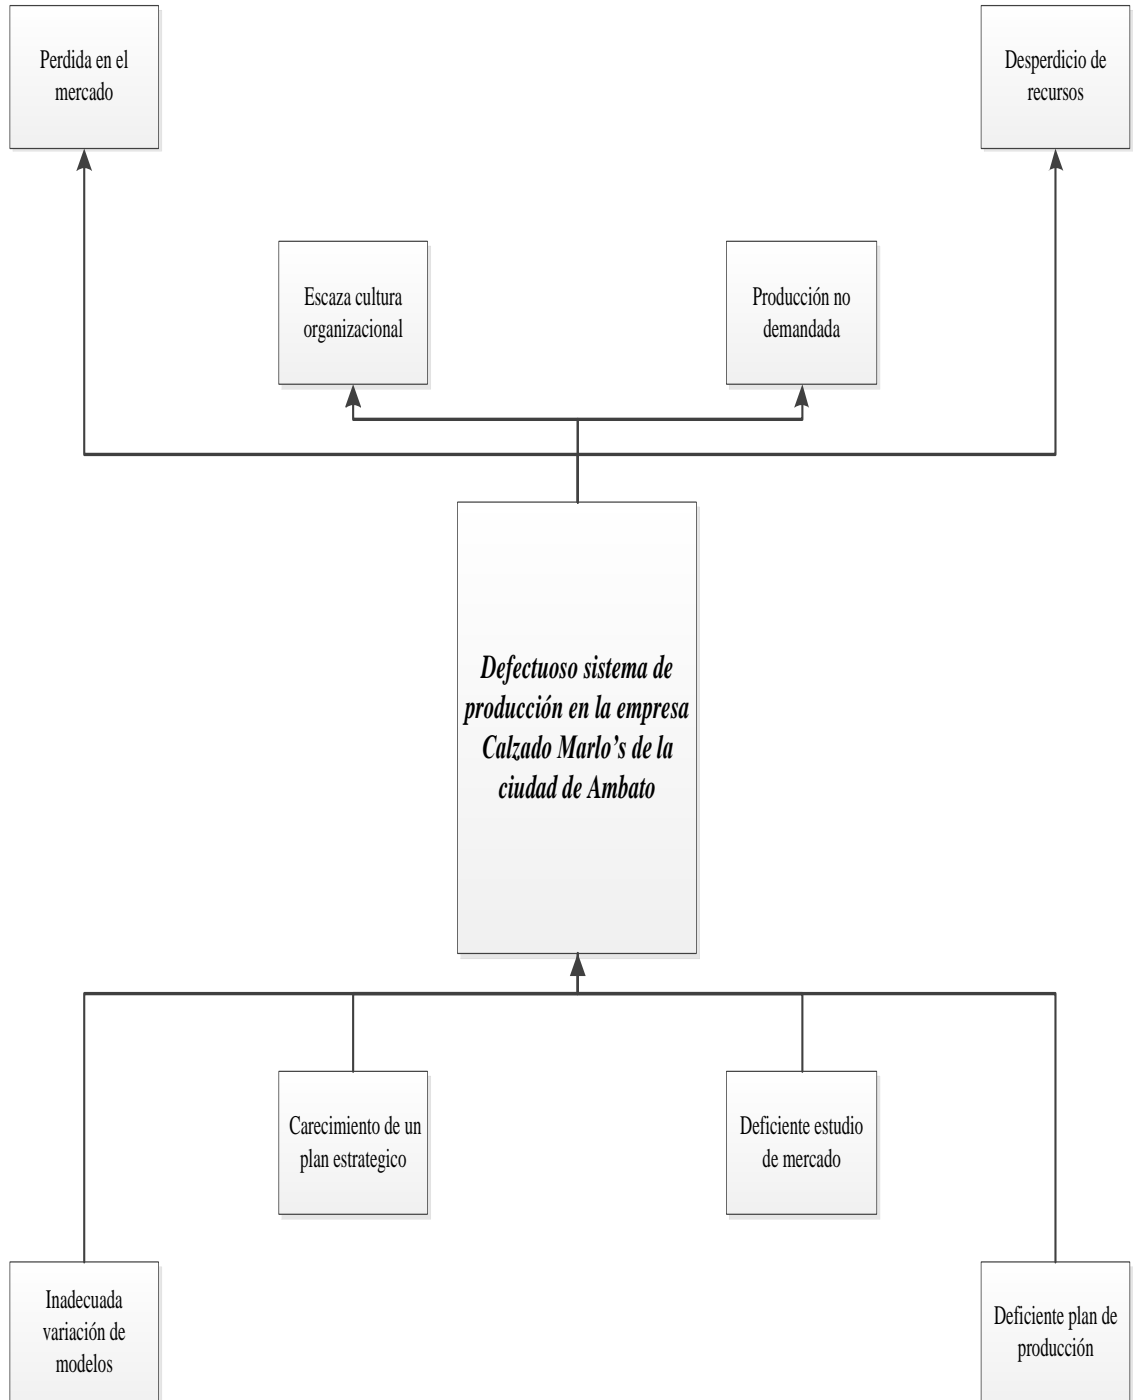 Perdida en el
mercado
Desperdicio de
recursos
Escaza cultura
organizacional
Producción no
demandada
Defectuoso sistema de
producción en la empresa
Calzado Marlo’s de la
ciudad de Ambato
Carecimiento de un
plan estrategico
Deficiente estudio
de mercado
Inadecuada
variación de
modelos
Deficiente plan de
producción